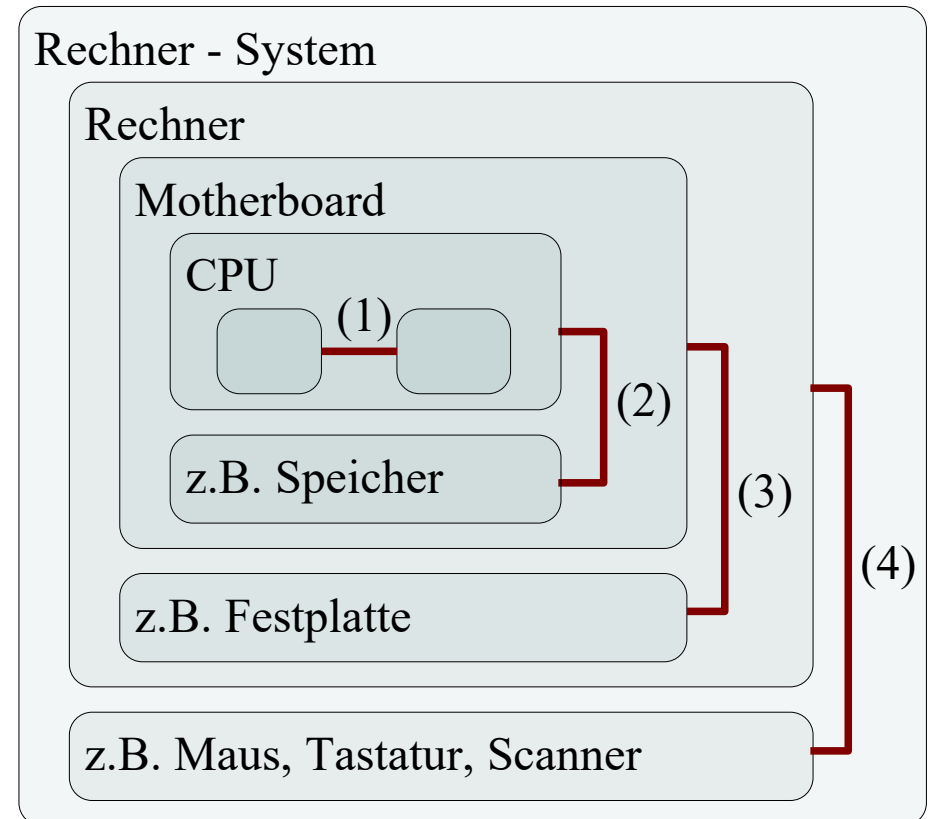 Rechner - System
Rechner
Motherboard
CPU
(1)
(2)
z.B. Speicher
(3)
(4)
z.B. Festplatte
z.B. Maus, Tastatur, Scanner